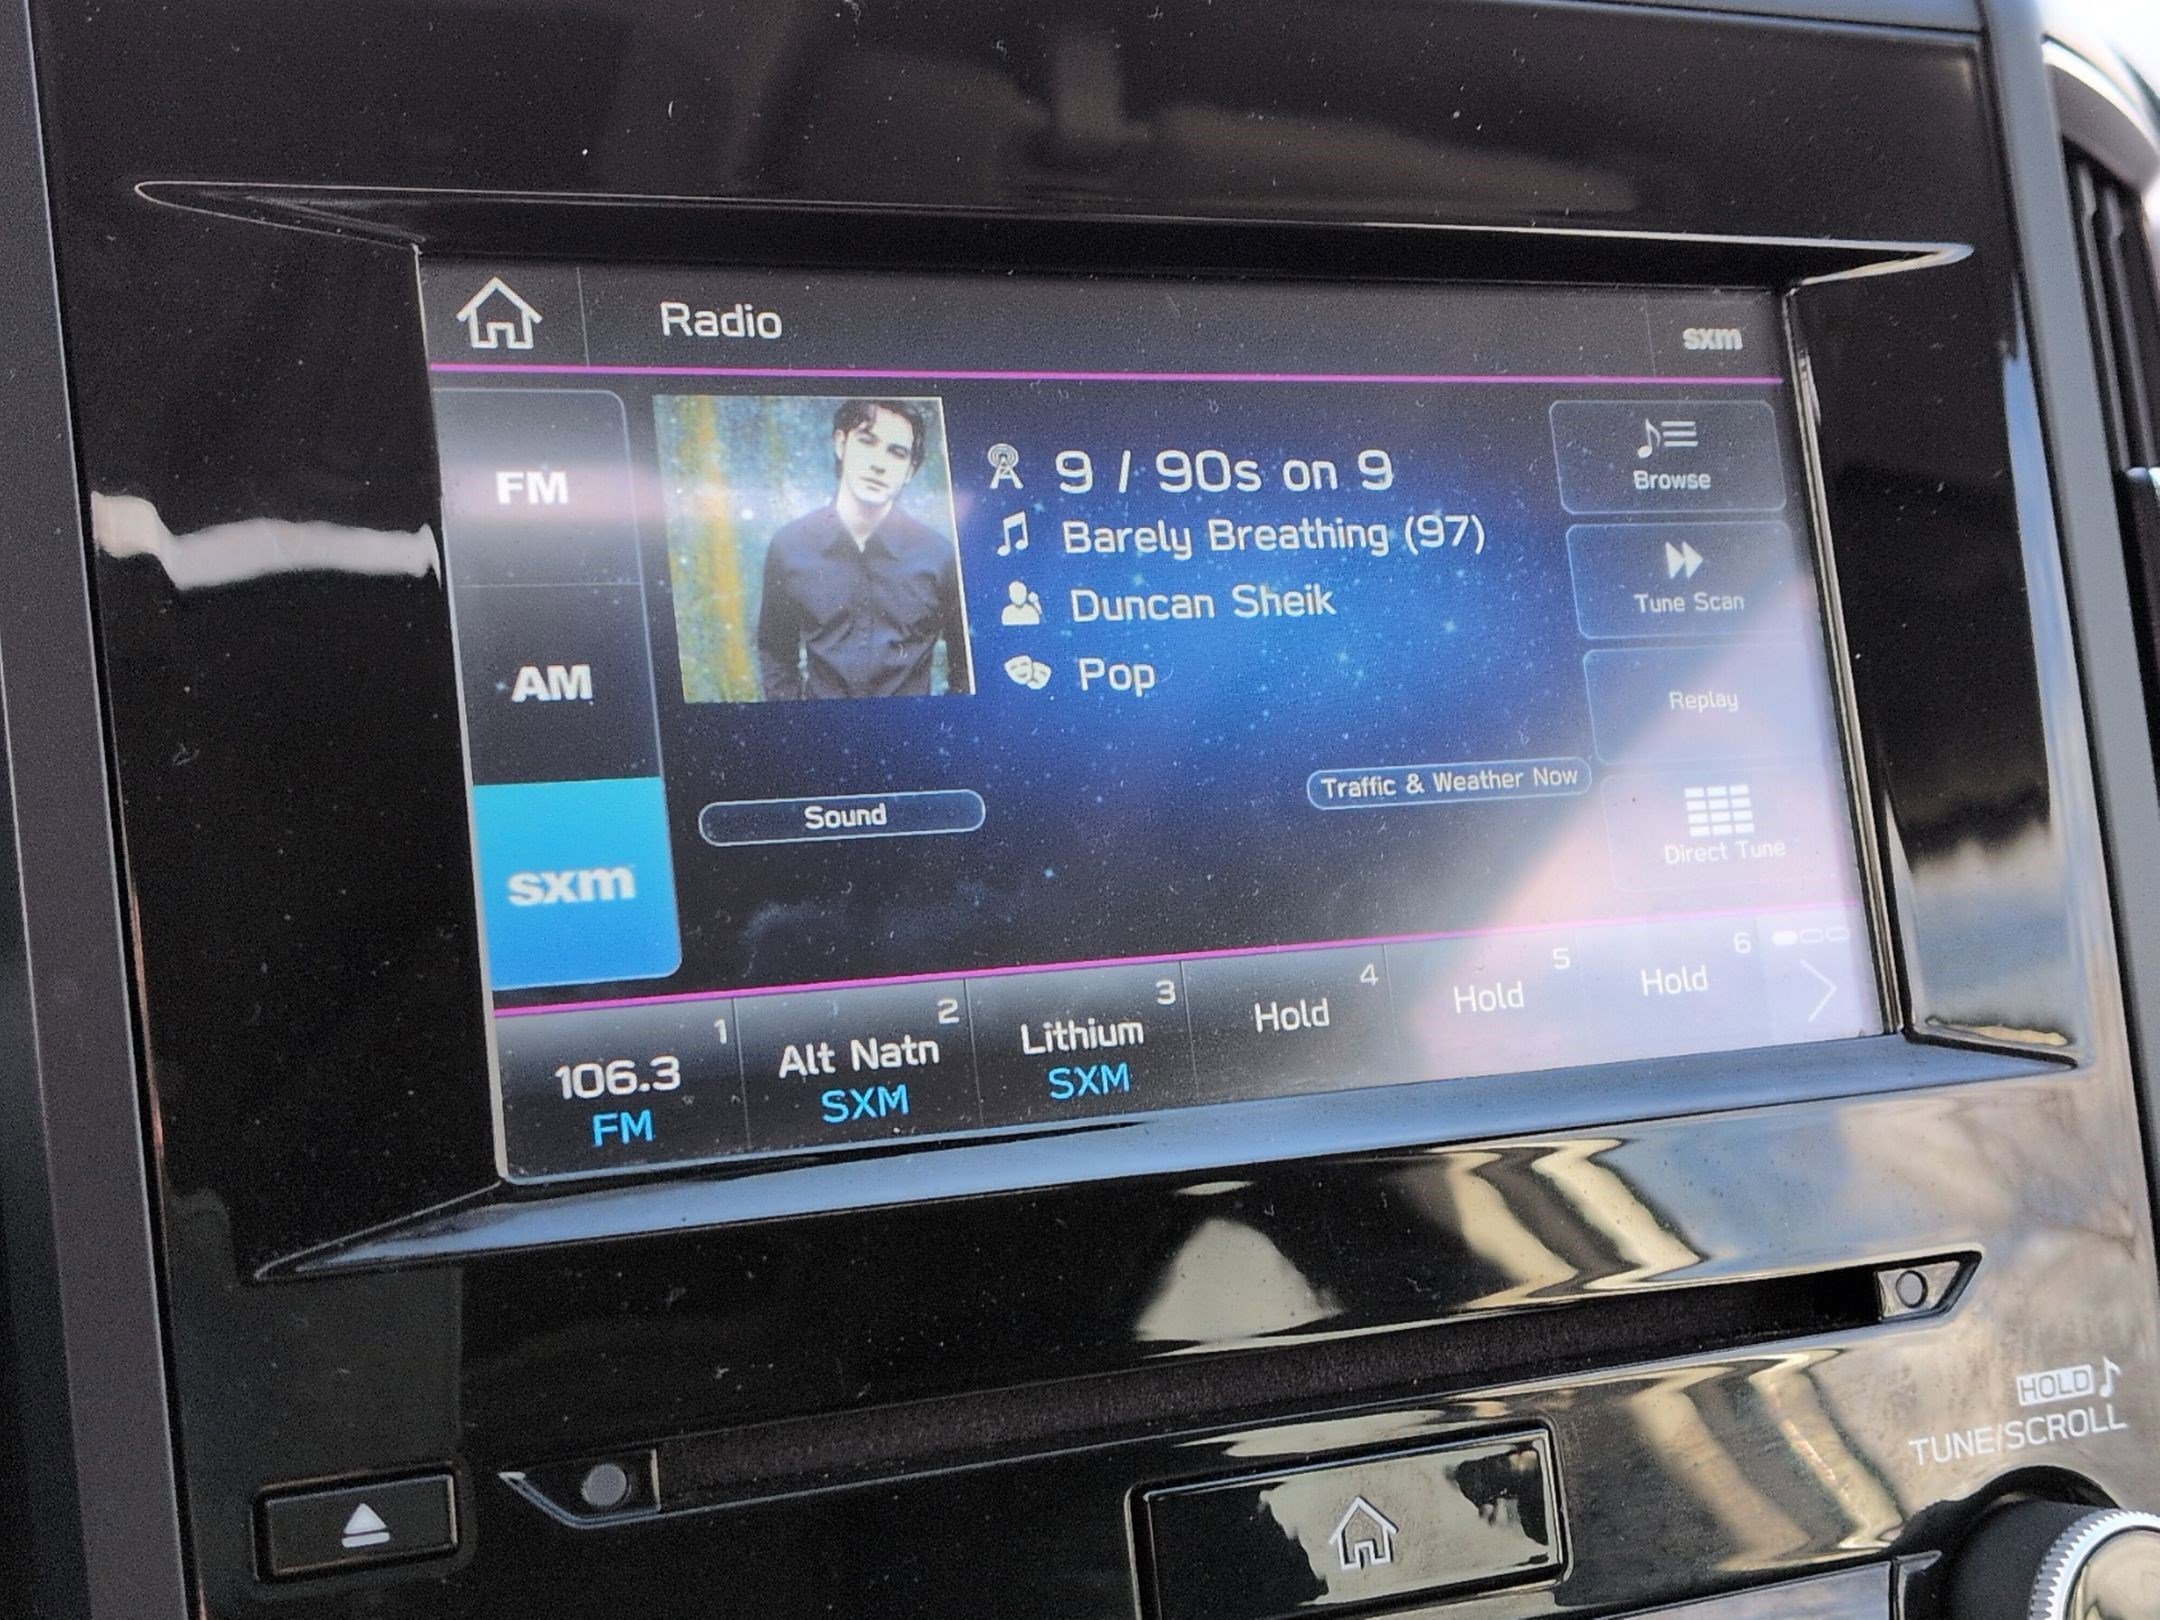 Radio
sxm
FM
AM
sxm
9 / 90s on 9
Barely Breathing (97)
Duncan Sheik
Pop
Browse
Tune Scan
Replay
Direct Tune
Sound
Traffic & Weather Now
1
106.3
FM
2
Alt Natn
SXM
3
Lithium
SXM
4
Hold
5
Hold
6
Hold
HOLD
TUNE/SCROLL